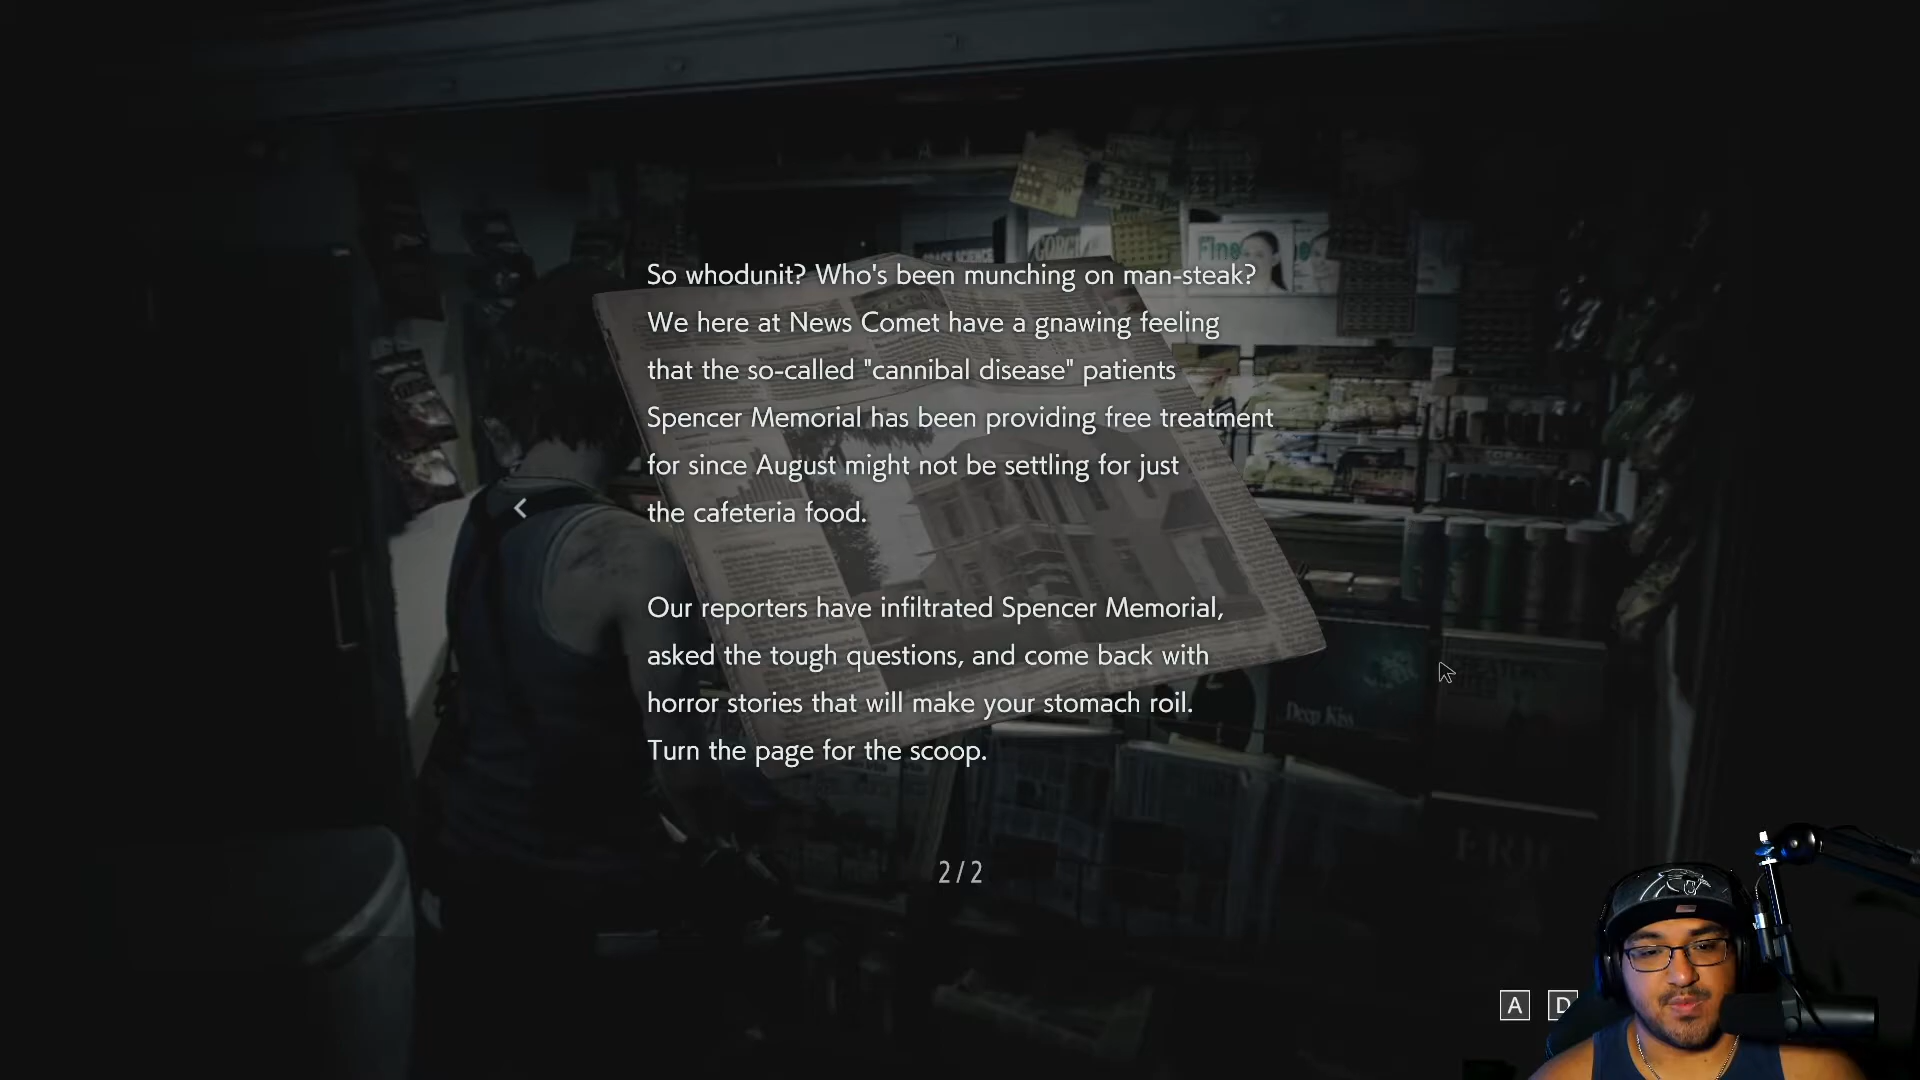 Fine
So whodunit? Who's been munching on man-steak?
We here at News Comet have a gnawing feeling
that the so-called "cannibal disease" patients
Spencer Memorial has been providing free treatment
for since August might not be settling for just
the cafeteria food.
Our reporters have infiltrated Spencer Memorial,
asked the tough questions, and come back with
horror stories that will make your stomach roil.
Turn the page for the scoop.
Deep Kiss
2/2
A D